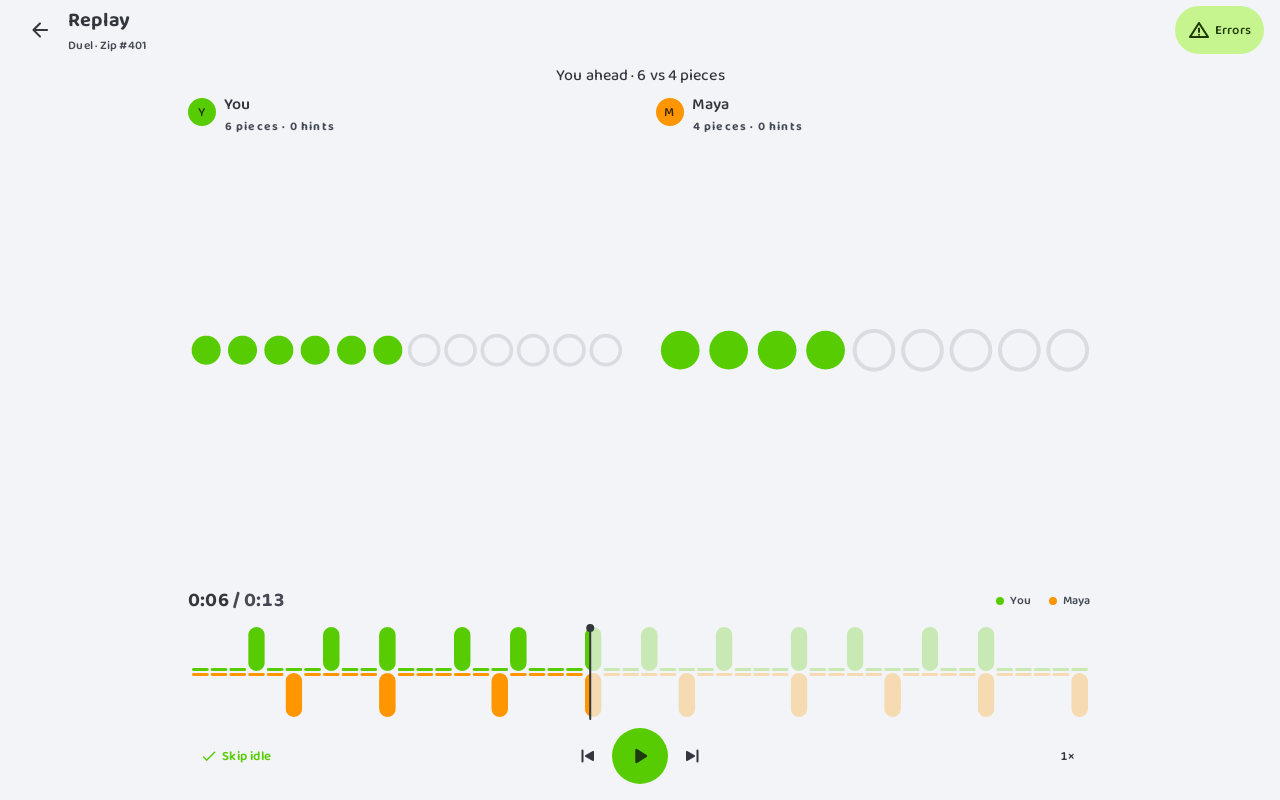 Replay
Duel · Zip #401
Errors
You ahead · 6 vs 4 pieces
Y
You
6 pieces · 0 hints
M
Maya
4 pieces · 0 hints
0:06 / 0:13
You
Maya
Skip idle
1×